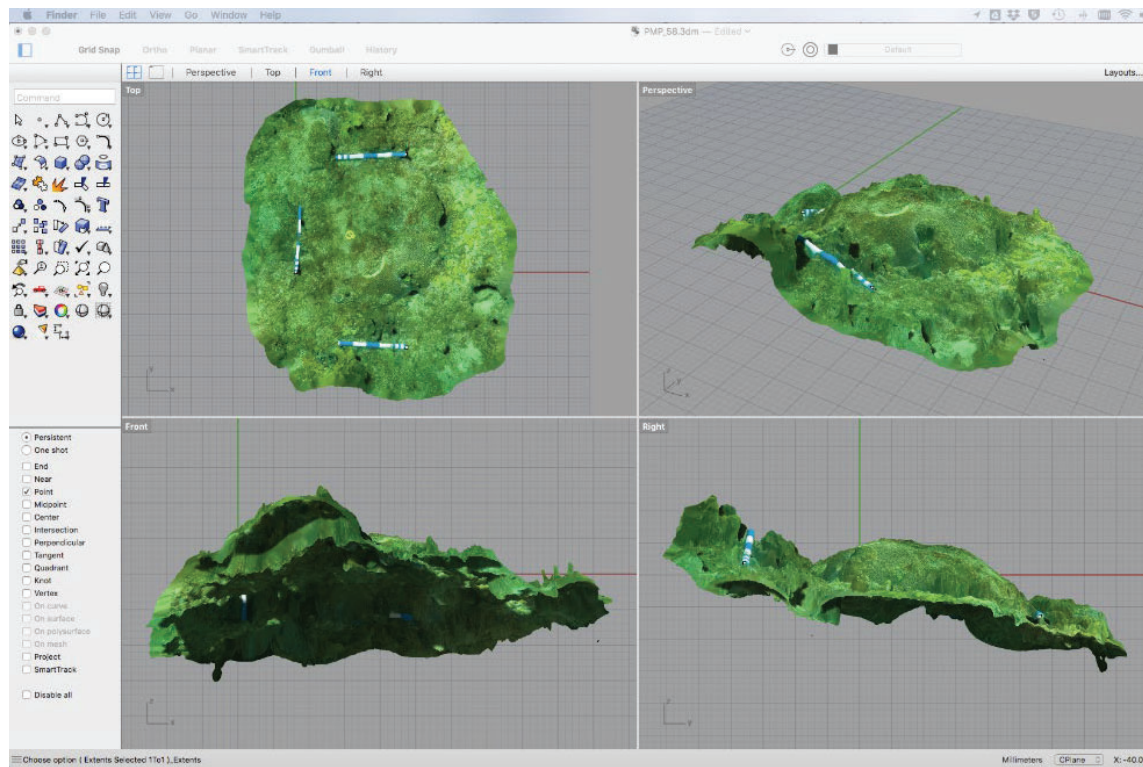 Finder File Edit View Go Window Help
PMP_58.3dm — Edited
Grid Snap Ortho Planar SmartTrack Gumball History
Default
Perspective | Top | Front | Right
Layouts...
Command
Top
Perspective
Front
Right
Persistent
One shot
End
Near
Point
Midpoint
Center
Intersection
Perpendicular
Tangent
Quadrant
Knot
Vertex
On curve
On surface
On polysurface
On mesh
Project
SmartTrack
Disable all
y
x
z
y
x
z
x
z
y
Choose option ( Extents Selected 1To1 )_Extents
Millimeters
CPlane
X: -40.0